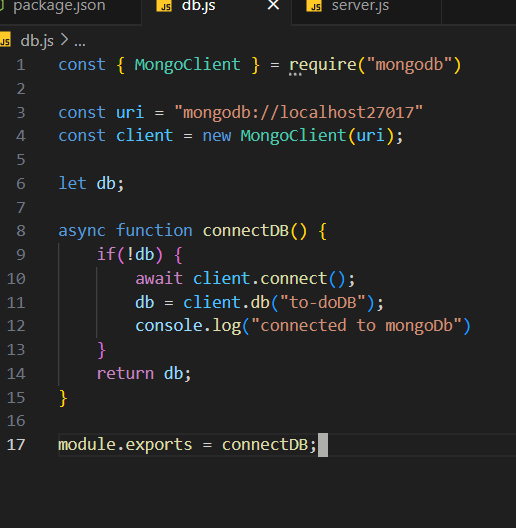 package.json
JS db.js ×
JS server.js
JS db.js > ...
1 const { MongoClient } = require("mongodb")
2
3 const uri = "mongodb://localhost27017"
4 const client = new MongoClient(uri);
5
6 let db;
7
8 async function connectDB() {
9 if(!db) {
10 await client.connect();
11 db = client.db("to-doDB");
12 console.log("connected to mongoDb")
13 }
14 return db;
15 }
16
17 module.exports = connectDB;